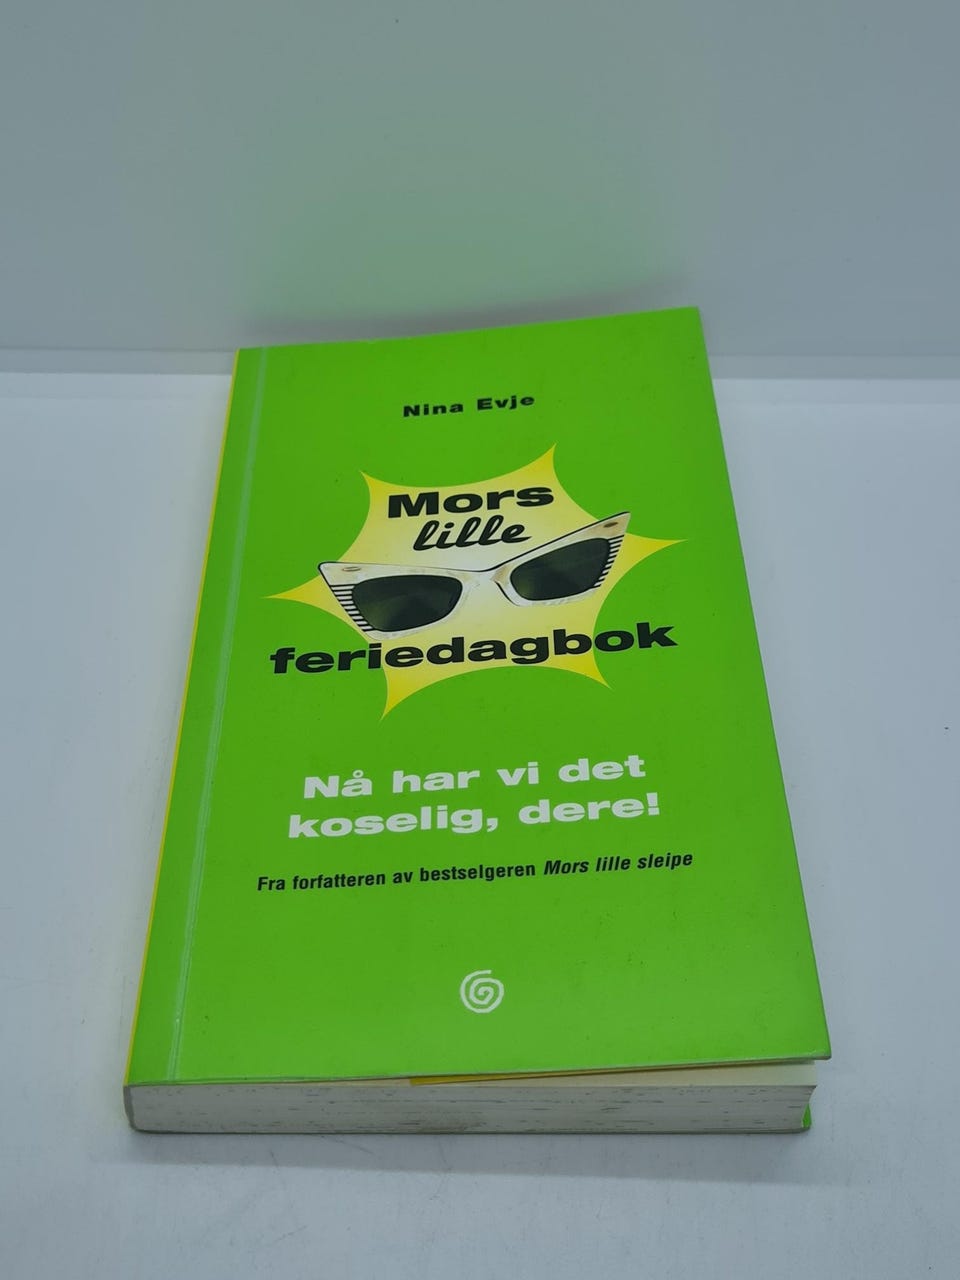 Nina Evje
Mors
lille
feriedagbok
Nå har vi det
koselig, dere!
Fra forfatteren av bestselgeren Mors lille sleipe